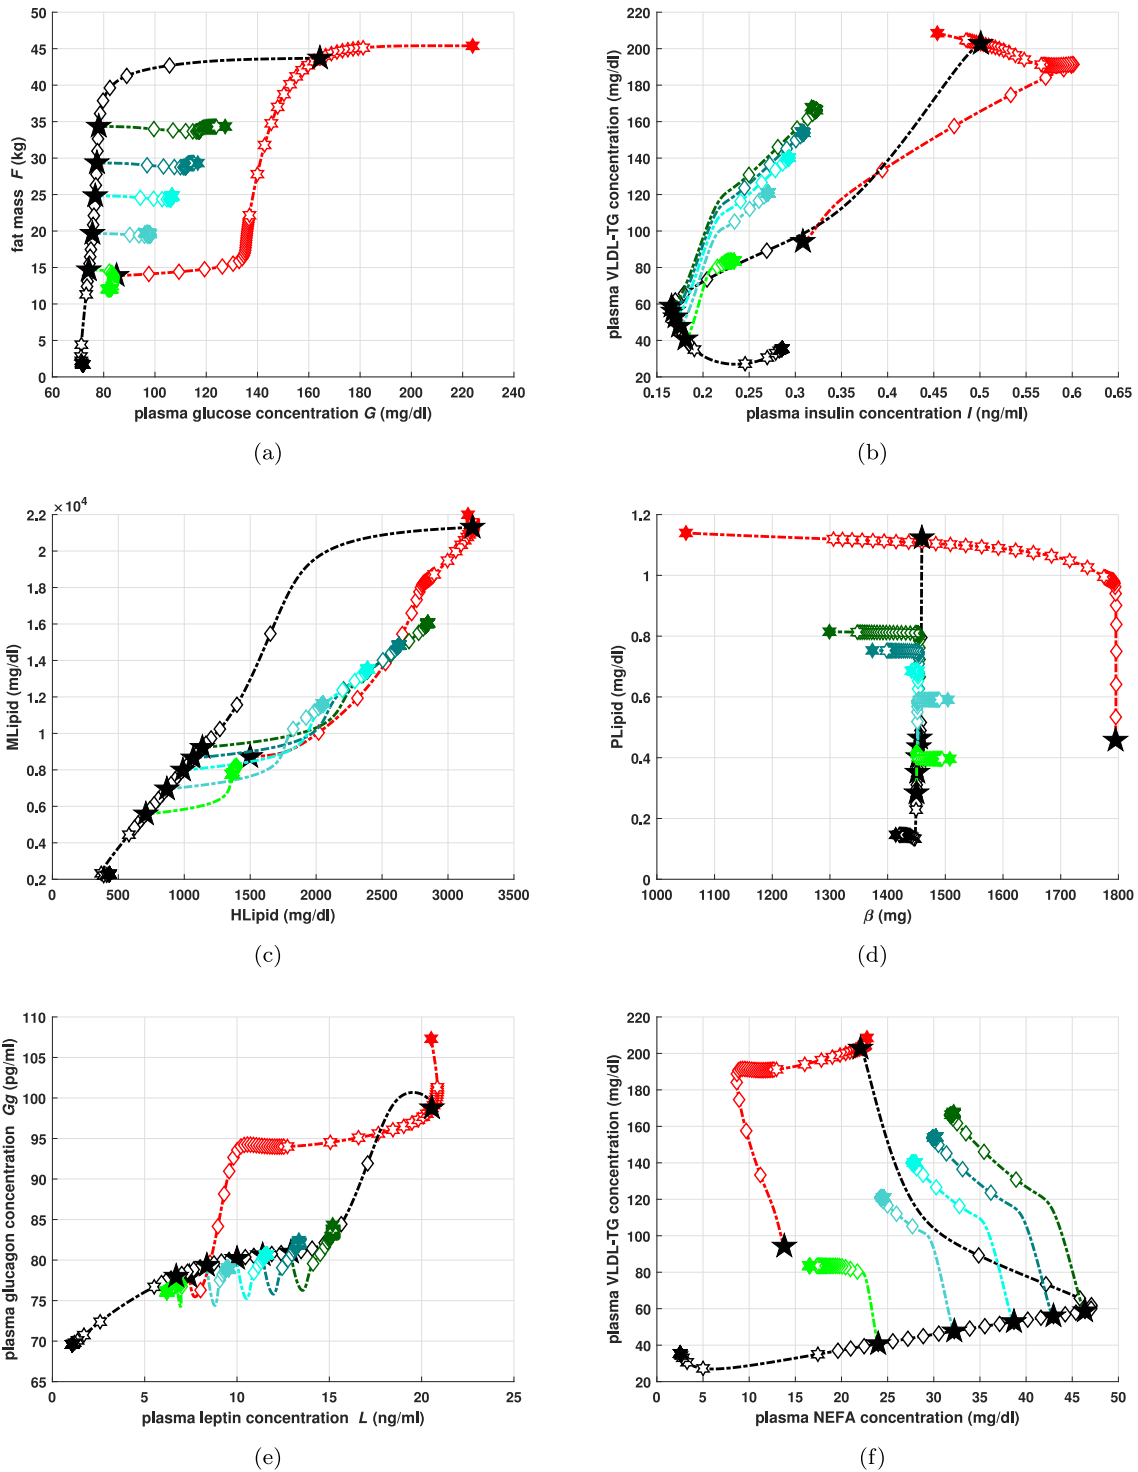 fat mass F (kg)
50
45
40
35
30
25
20
15
10
5
0
60 80 100 120 140 160 180 200 220 240
plasma glucose concentration G (mg/dl)
(a)
plasma VLDL-TG concentration (mg/dl)
220
200
180
160
140
120
100
80
60
40
20
0.15 0.2 0.25 0.3 0.35 0.4 0.45 0.5 0.55 0.6 0.65
plasma insulin concentration I (ng/ml)
(b)
×10⁴
MLipid (mg/dl)
2.2
2
1.8
1.6
1.4
1.2
1
0.8
0.6
0.4
0.2
0 500 1000 1500 2000 2500 3000 3500
HLipid (mg/dl)
(c)
PLipid (mg/dl)
1.2
1
0.8
0.6
0.4
0.2
0
1000 1100 1200 1300 1400 1500 1600 1700 1800
β (mg)
(d)
plasma glucagon concentration Gg (pg/ml)
110
105
100
95
90
85
80
75
70
65
0 5 10 15 20 25
plasma leptin concentration L (ng/ml)
(e)
plasma VLDL-TG concentration (mg/dl)
220
200
180
160
140
120
100
80
60
40
20
0 5 10 15 20 25 30 35 40 45 50
plasma NEFA concentration (mg/dl)
(f)